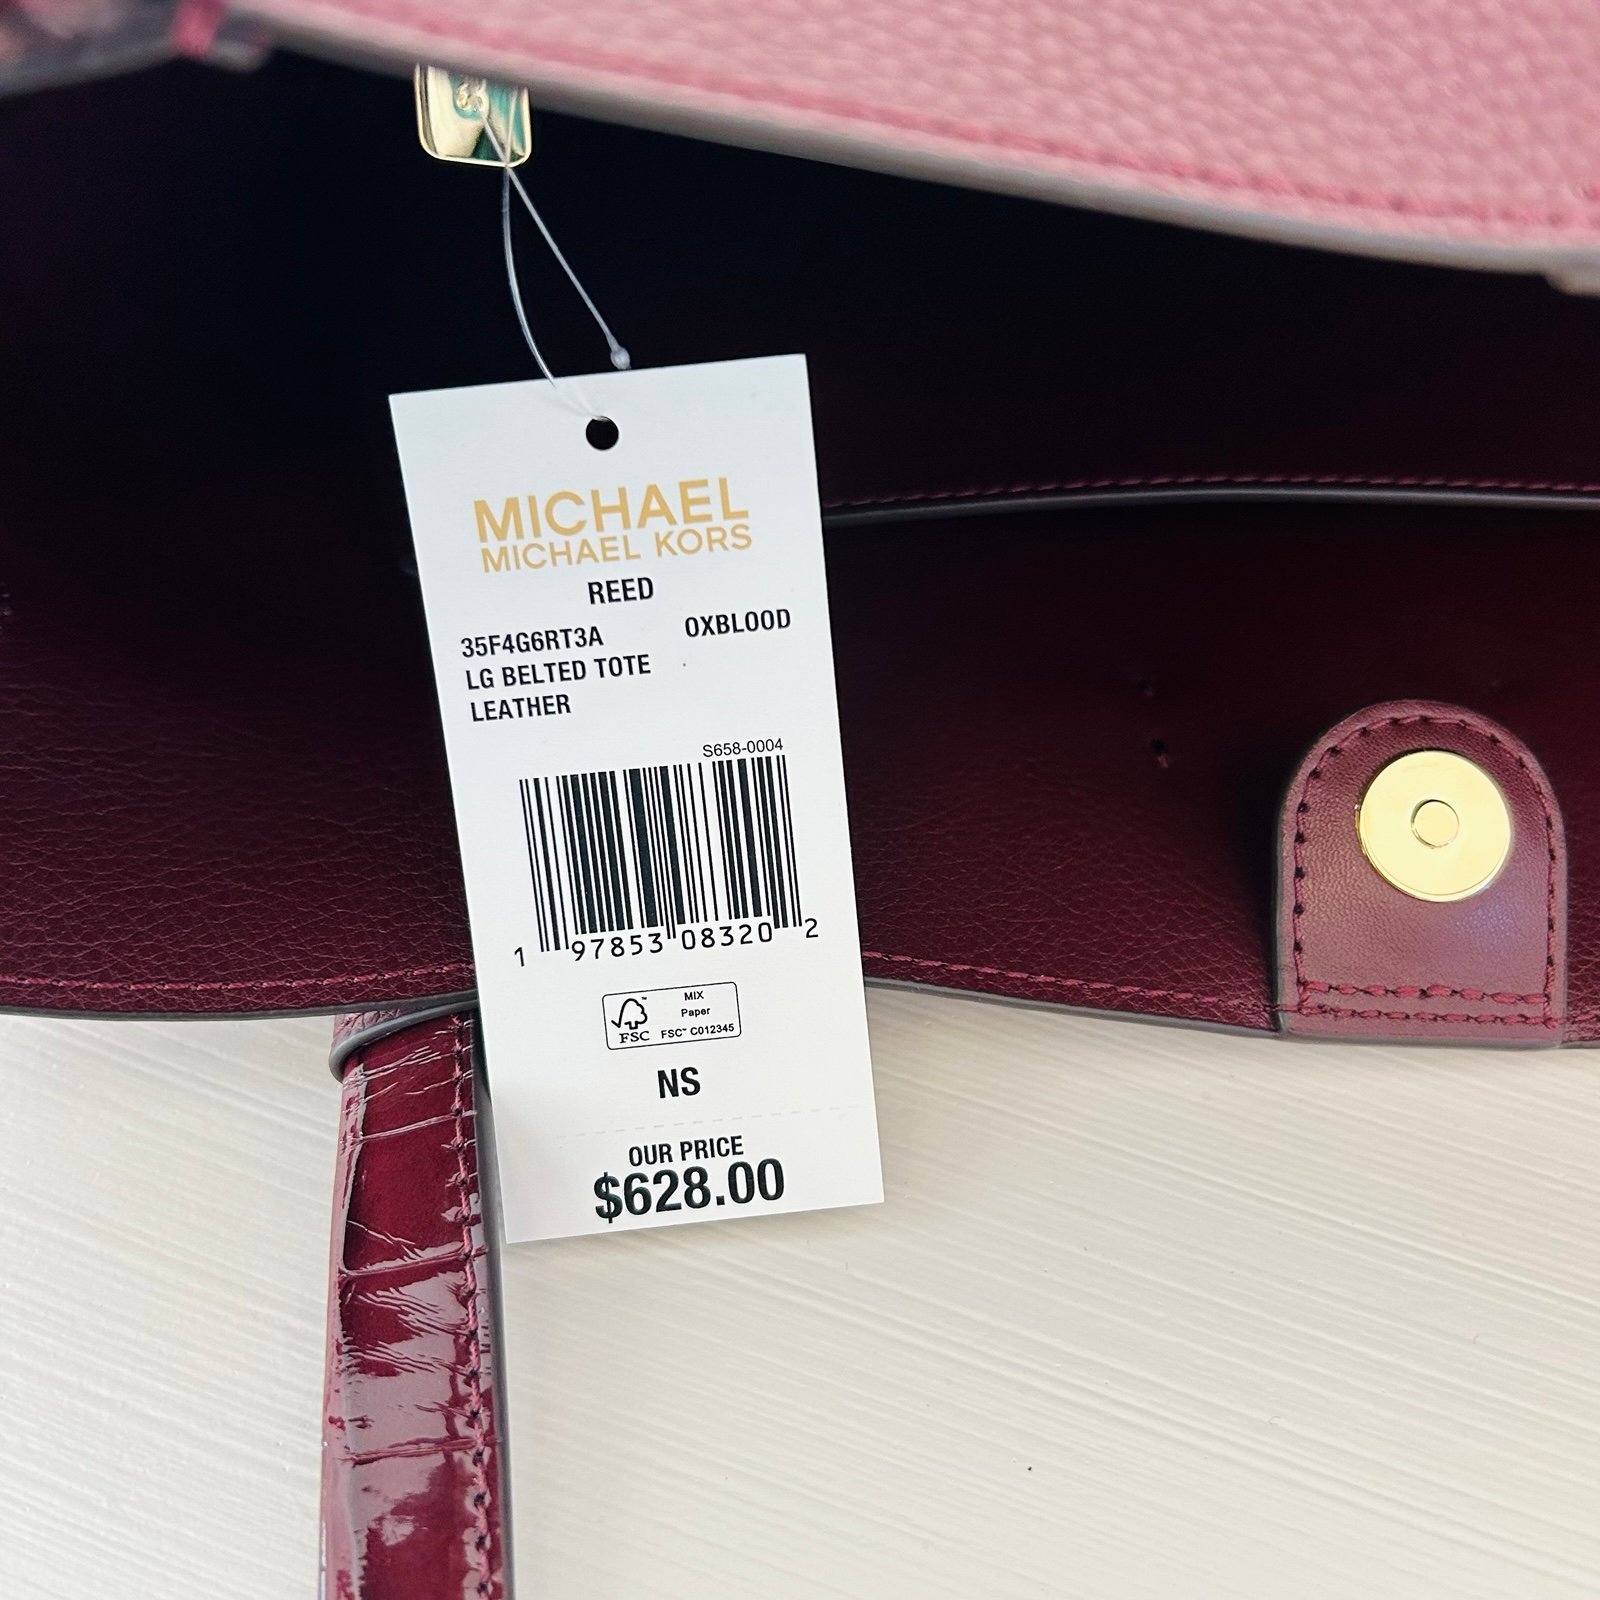 MICHAEL
MICHAEL KORS
REED
35F4G6RT3A OXBLOOD
LG BELTED TOTE
LEATHER
S658-0004
1 97853 08320 2
MIX
Paper
FSC™ C012345
FSC
NS
OUR PRICE
$628.00